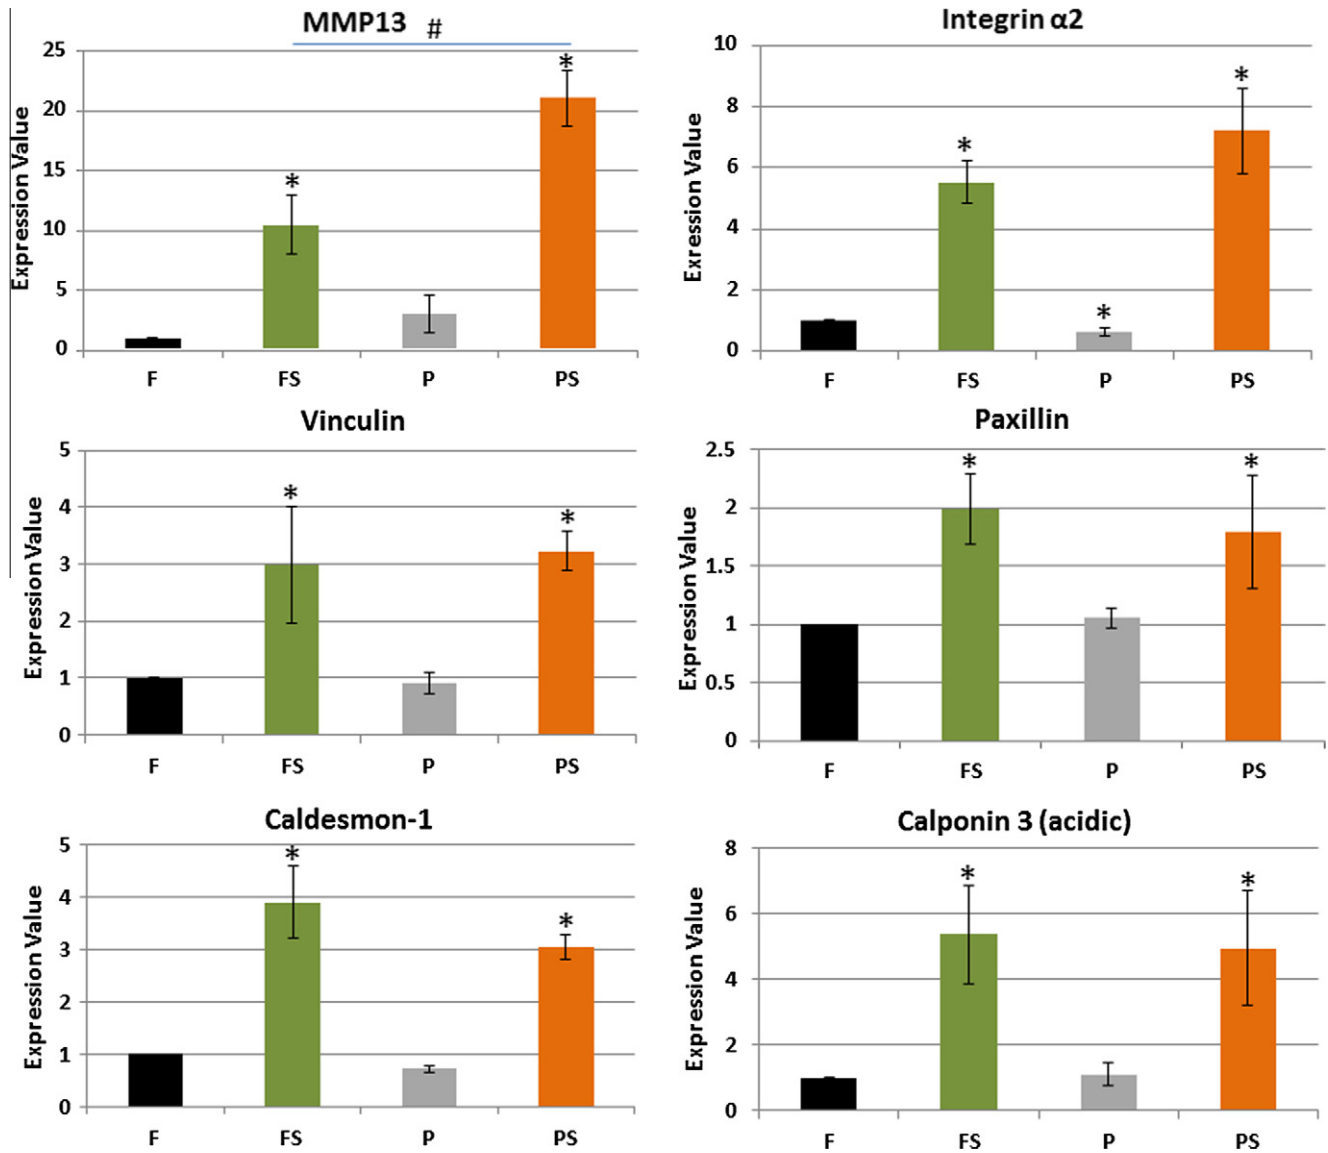 MMP13 #
25
20
15
10
5
0
Expression Value
*
*
F FS P PS
Integrin α2
10
8
6
4
2
0
Exression Value
*
*
*
F FS P PS
Vinculin
5
4
3
2
1
0
Expression Value
*
*
F FS P PS
Paxillin
2.5
2
1.5
1
0.5
0
Expression Value
*
*
F FS P PS
Caldesmon-1
5
4
3
2
1
0
Expression Value
*
*
F FS P PS
Calponin 3 (acidic)
8
6
4
2
0
Expression Value
*
*
F FS P PS